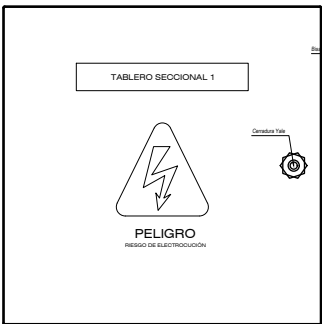 TABLERO SECCIONAL 1
Cerradura Yale
PELIGRO
RIESGO DE ELECTROCUCIÓN